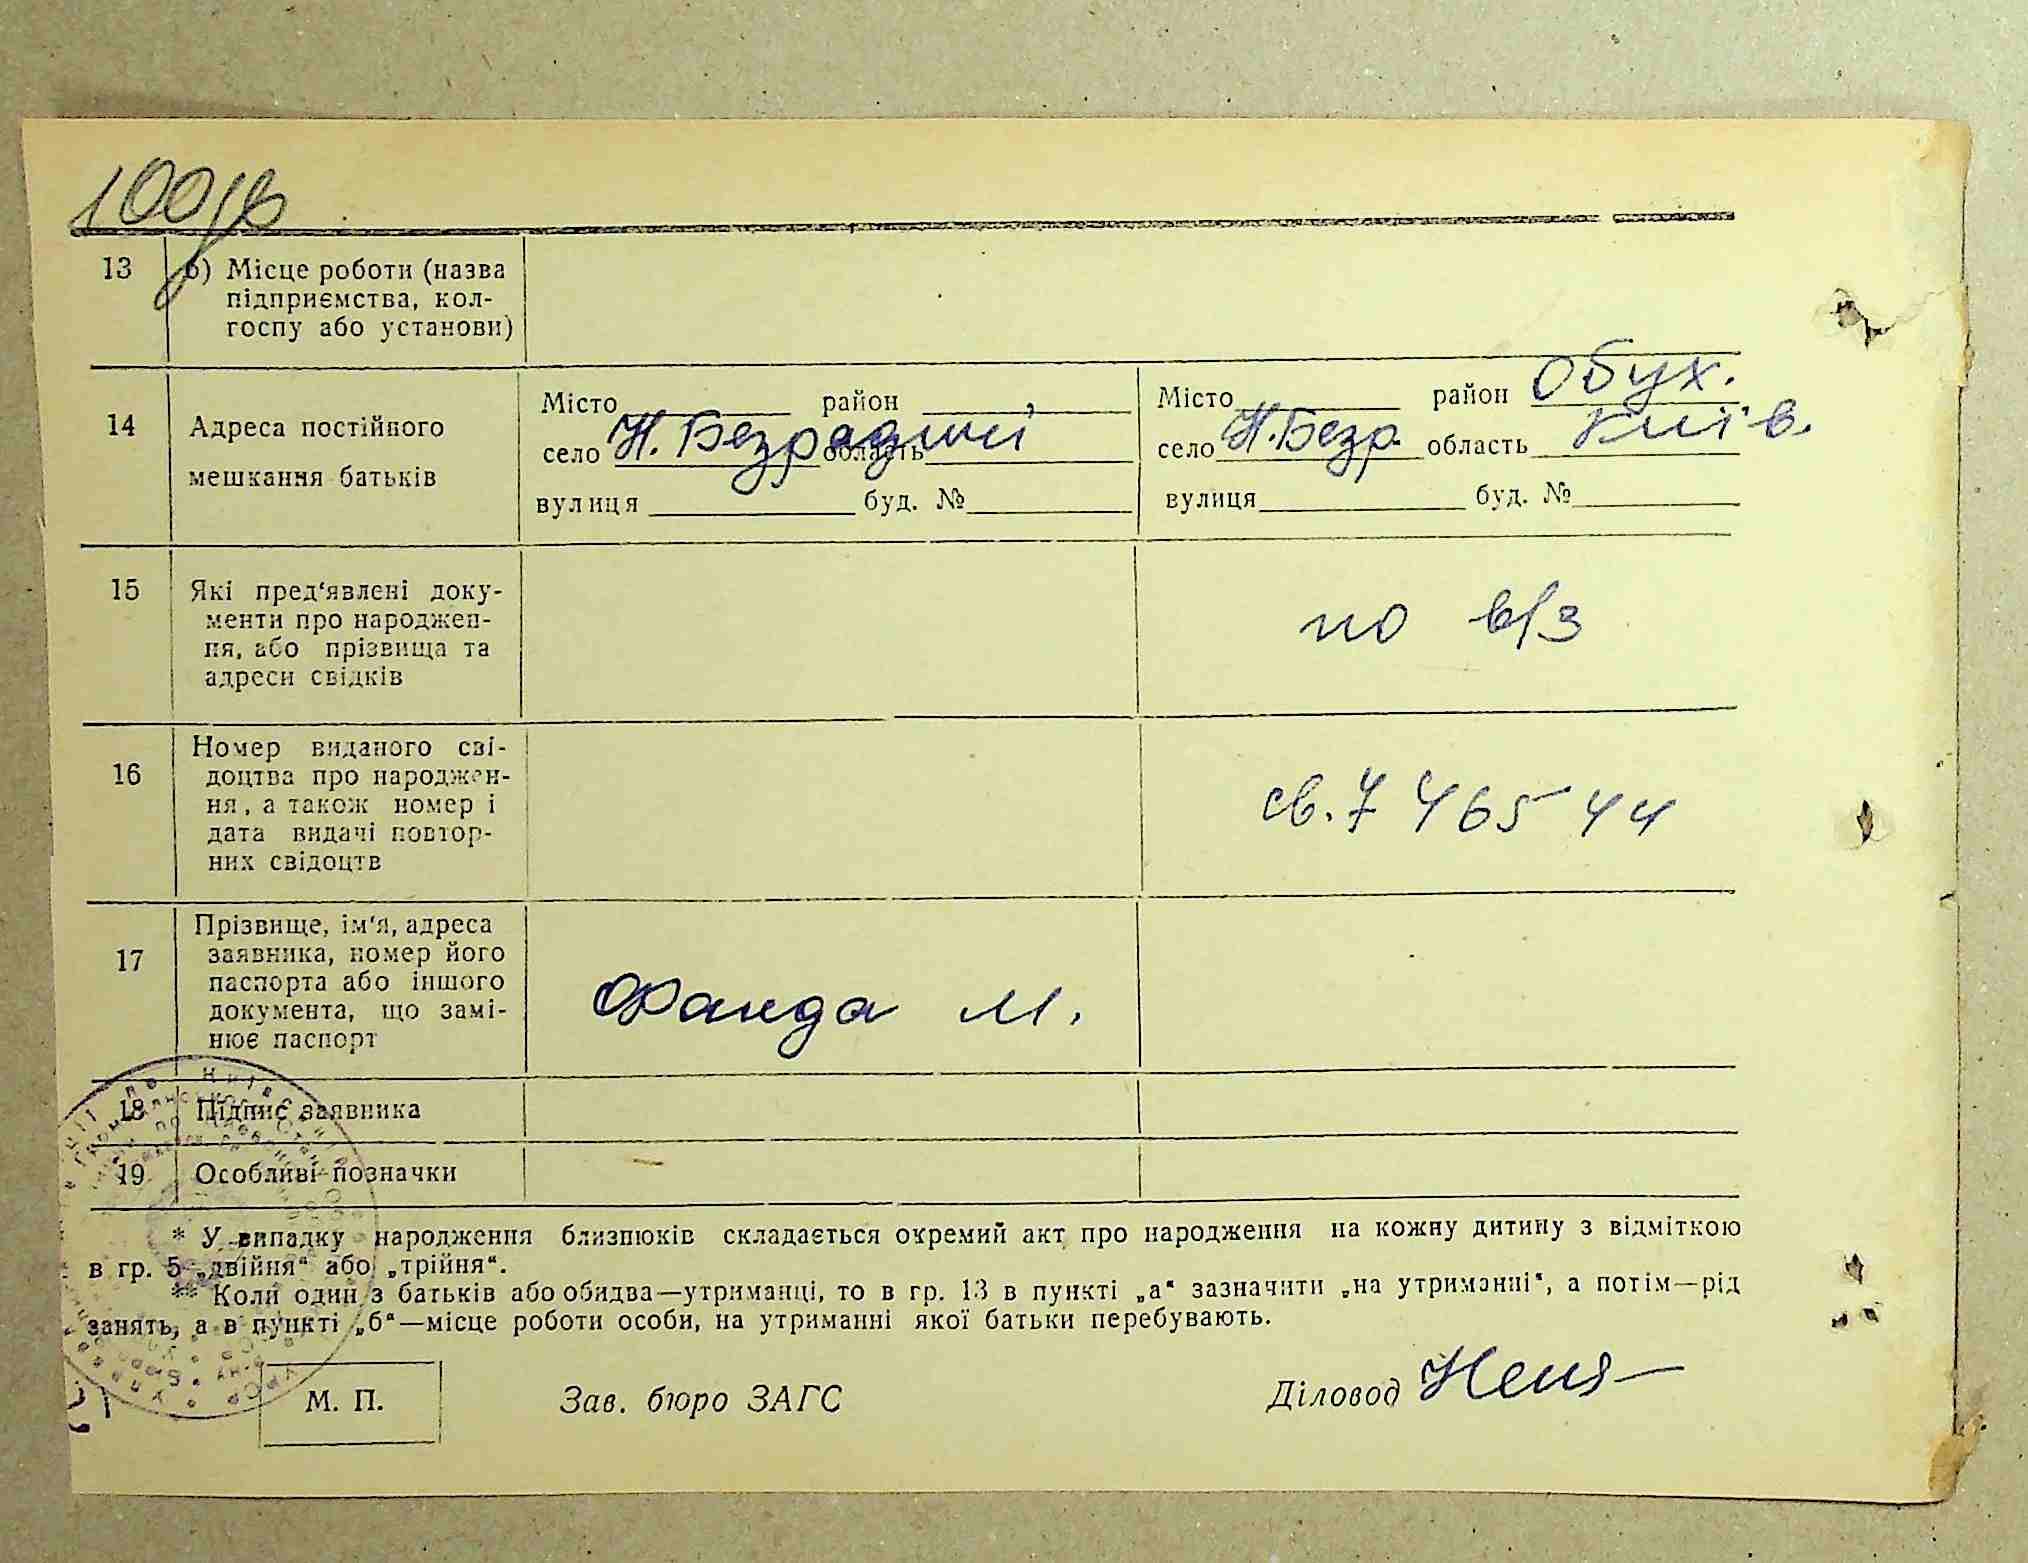 100
13 б) Місце роботи (назва
підприємства, кол-
госпу або установи)
14 Адреса постійного
мешкання батьків
Місто район
село Н. Безрадичі область
вулиця буд. №
Місто район Обух.
село Н. Безр. область Київ.
вулиця буд. №
15 Які пред'явлені доку-
менти про народжен-
ня, або прізвища та
адреси свідків
по в/з
16 Номер виданого сві-
доцтва про народжен-
ня, а також номер і
дата видачі повтор-
них свідоцтв
св. 7 465 44
17 Прізвище, ім'я, адреса
заявника, номер його
паспорта або іншого
документа, що замі-
нює паспорт
Фанда М.
18 Підпис заявника
19 Особливі позначки
* У випадку народження близнюків складається окремий акт про народження на кожну дитину з відміткою
в гр. 5 „двійня“ або „трійня“.
** Коли один з батьків або обидва—утриманці, то в гр. 13 в пункті „а“ зазначити „на утриманні“, а потім—рід
занять, а в пункті „б“—місце роботи особи, на утриманні якої батьки перебувають.
М. П. Зав. бюро ЗАГС Діловод